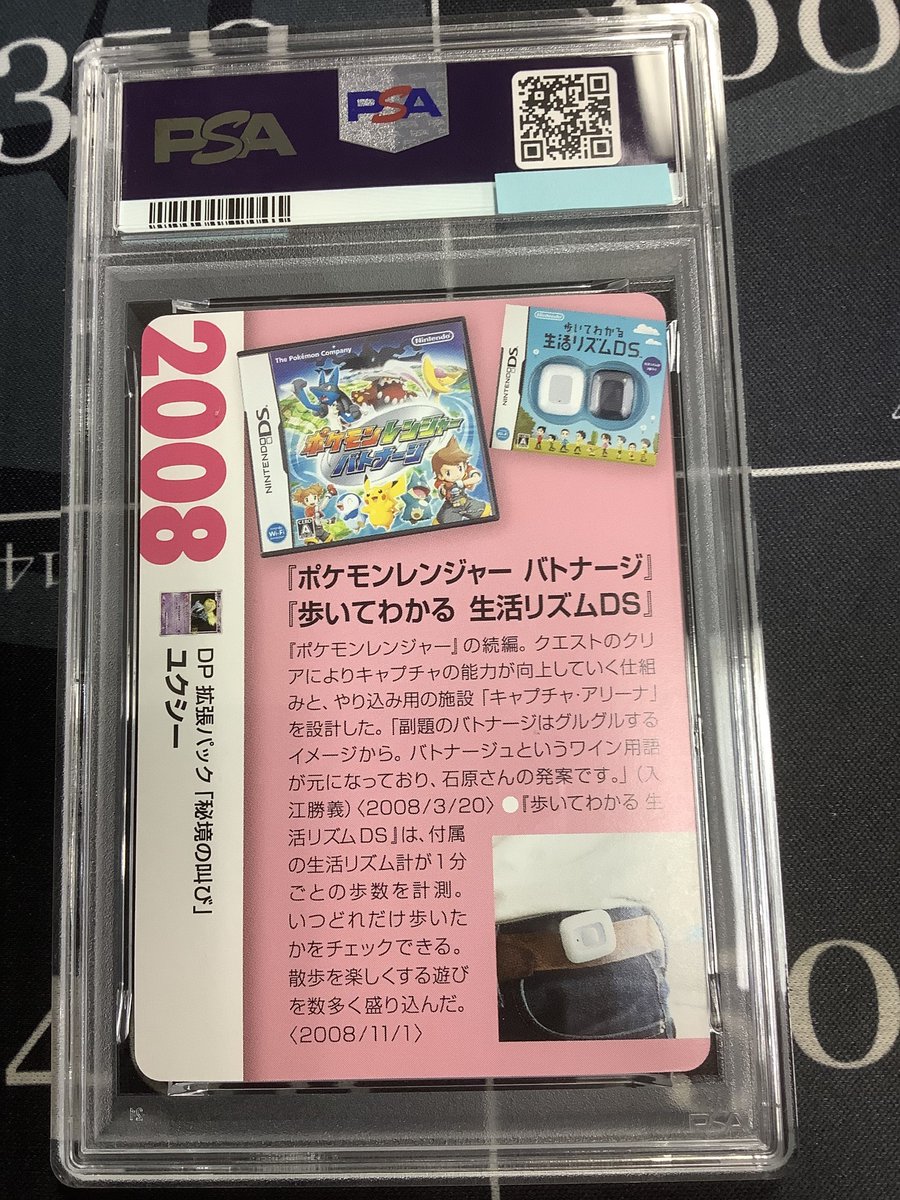 PSA
PSA
2008
DP 拡張パック「秘境の叫び」
ユクシー
The Pokémon Company
Nintendo
NINTENDO DS
ポケモンレンジャー
バトナージ
Wi-Fi
CERO
A
Nintendo
歩いてわかる
生活リズムDS
NINTENDO DS
A
『ポケモンレンジャー バトナージ』
『歩いてわかる 生活リズムDS』
『ポケモンレンジャー』の続編。クエストのクリ
アによりキャプチャの能力が向上していく仕組
みと、やり込み用の施設「キャプチャ・アリーナ」
を設計した。「副題のバトナージはグルグルする
イメージから。バトナージュというワイン用語
が元になっており、石原さんの発案です。」(入
江勝義)〈2008/3/20〉●『歩いてわかる 生
活リズムDS』は、付属
の生活リズム計が1分
ごとの歩数を計測。
いつどれだけ歩いた
かをチェックできる。
散歩を楽しくする遊び
を数多く盛り込んだ。
〈2008/11/1〉
PSA